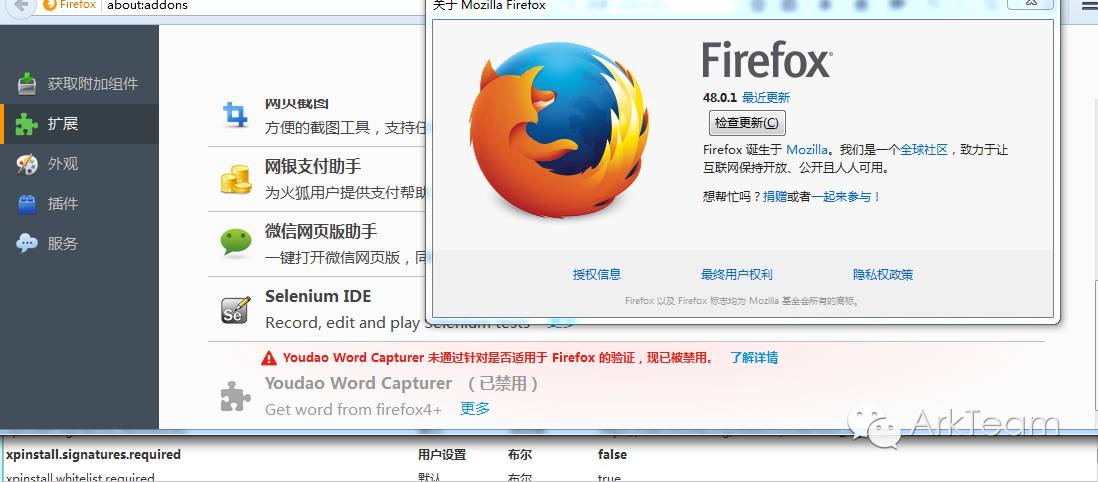 Firefox
about:addons
关于 Mozilla Firefox
获取附加组件
扩展
外观
插件
服务
网页截图
方便的截图工具，支持
网银支付助手
为火狐用户提供支付帮助
微信网页版助手
一键打开微信网页版，
Selenium IDE
Record, edit and play Selenium tests 更多
Youdao Word Capturer 未通过针对是否适用于 Firefox 的验证，现已被禁用。 了解详情
Youdao Word Capturer （已禁用）
Get word from firefox4+ 更多
Firefox
48.0.1 最近更新
检查更新(C)
Firefox 诞生于 Mozilla。我们是一个全球社区，致力于让
互联网保持开放、公开且人人可用。
想帮忙吗？捐赠或者一起来参与！
授权信息 最终用户权利 隐私权政策
Firefox 以及 Firefox 标志均为 Mozilla 基金会所有的商标。
ArkTeam
xpinstall.signatures.required 用户设置 布尔 false
xpinstall.whitelist.required 默认 布尔 true